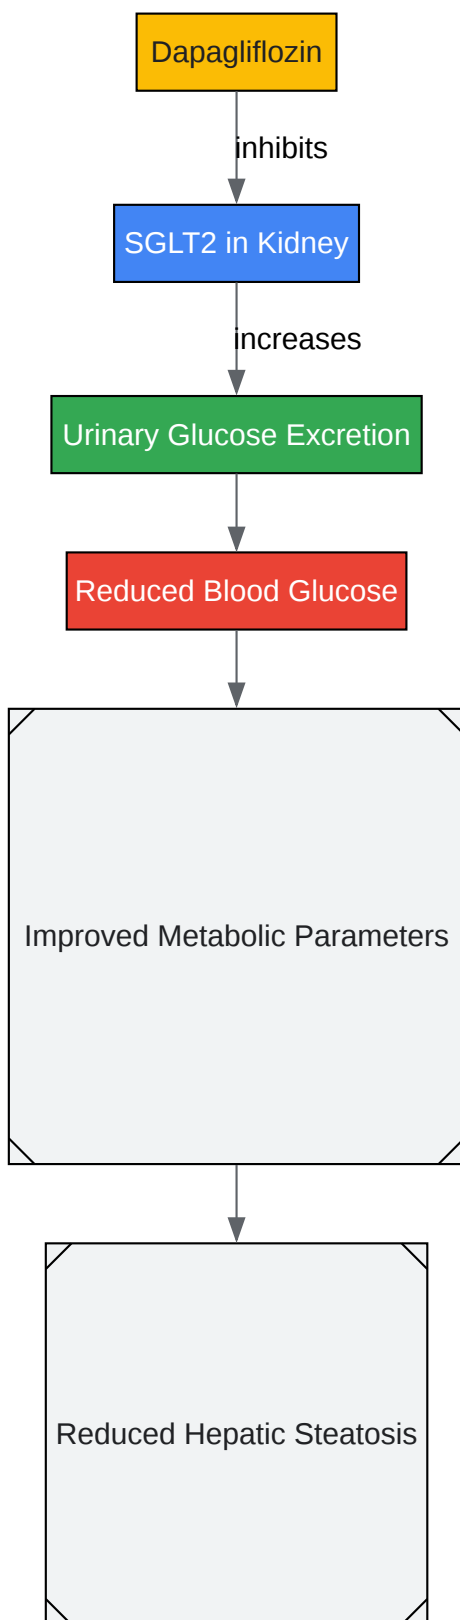 Dapagliflozin
inhibits
SGLT2 in Kidney
increases
Urinary Glucose Excretion
Reduced Blood Glucose
Improved Metabolic Parameters
Reduced Hepatic Steatosis